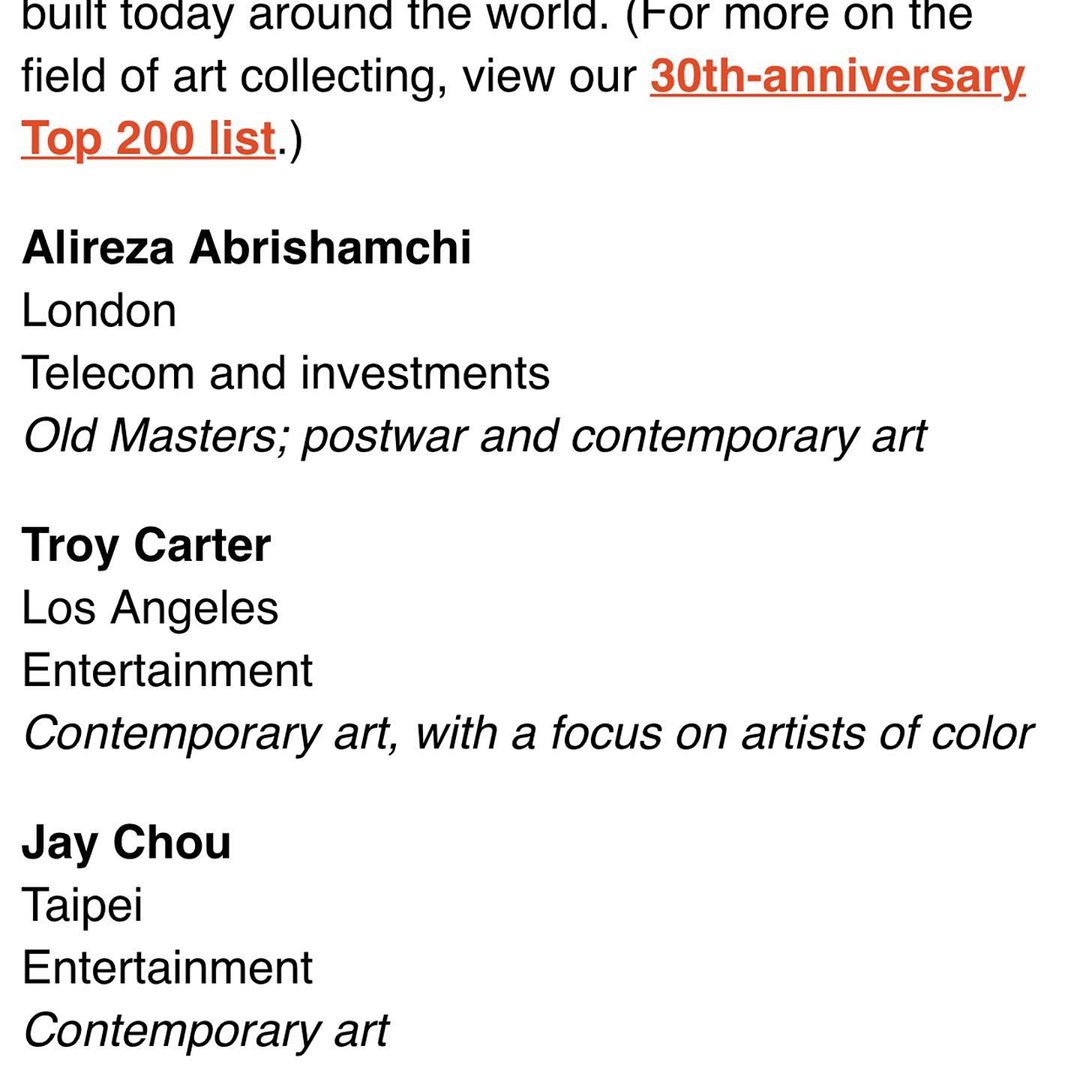 built today around the world. (For more on the
field of art collecting, view our 30th-anniversary
Top 200 list.)
Alireza Abrishamchi
London
Telecom and investments
Old Masters; postwar and contemporary art
Troy Carter
Los Angeles
Entertainment
Contemporary art, with a focus on artists of color
Jay Chou
Taipei
Entertainment
Contemporary art